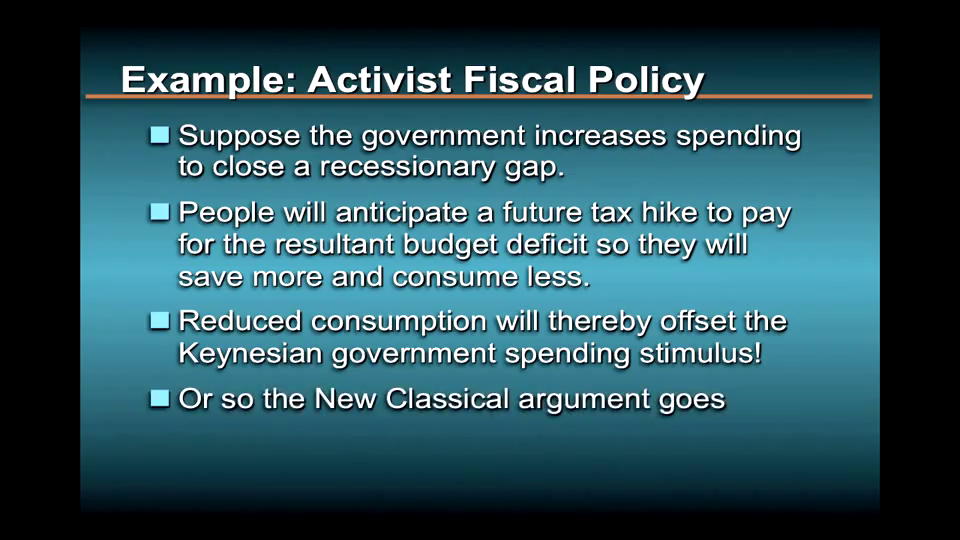 Example: Activist Fiscal Policy
Suppose the government increases spending
to close a recessionary gap.
People will anticipate a future tax hike to pay
for the resultant budget deficit so they will
save more and consume less.
Reduced consumption will thereby offset the
Keynesian government spending stimulus!
Or so the New Classical argument goes